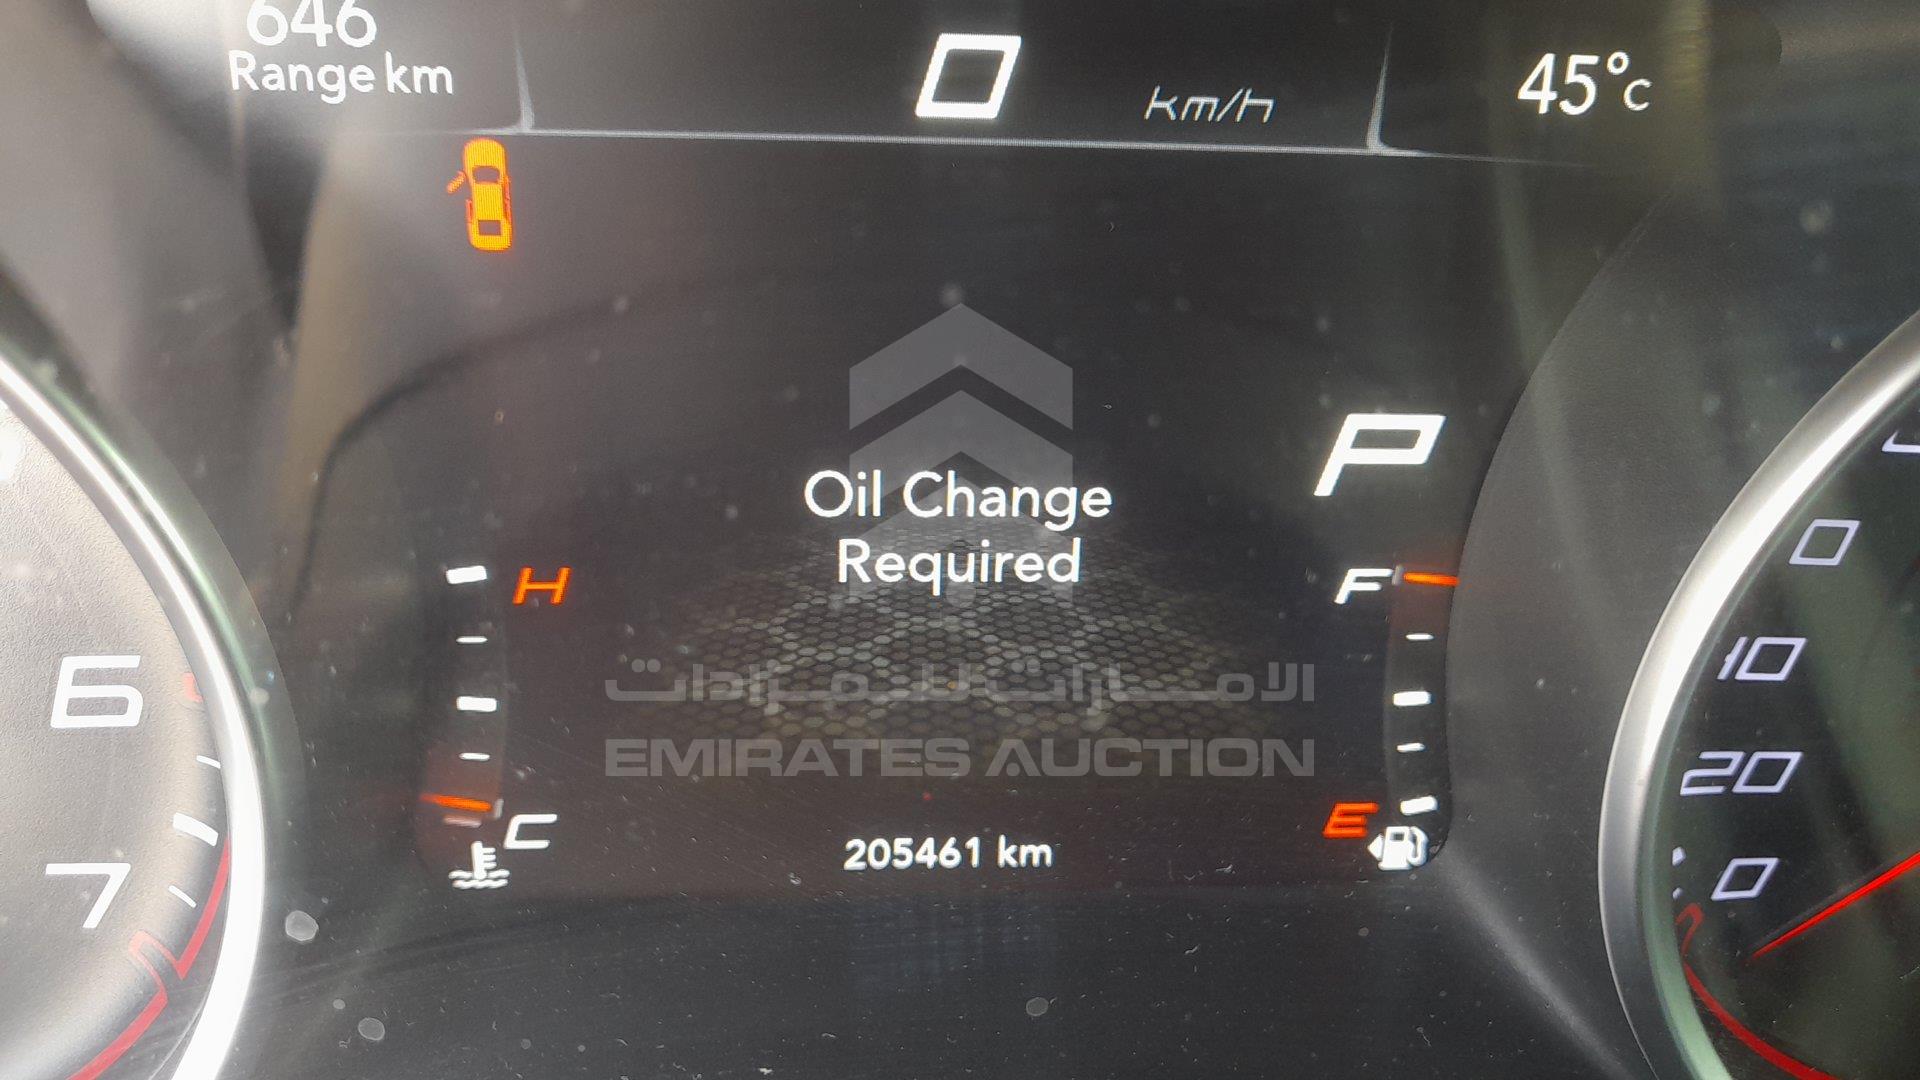 646
Range km
0 km/h
45°C
Oil Change
Required
P
H
F
C
E
205461 km
الامارات للمزادات
EMIRATES AUCTION
6
7
0
10
20
0